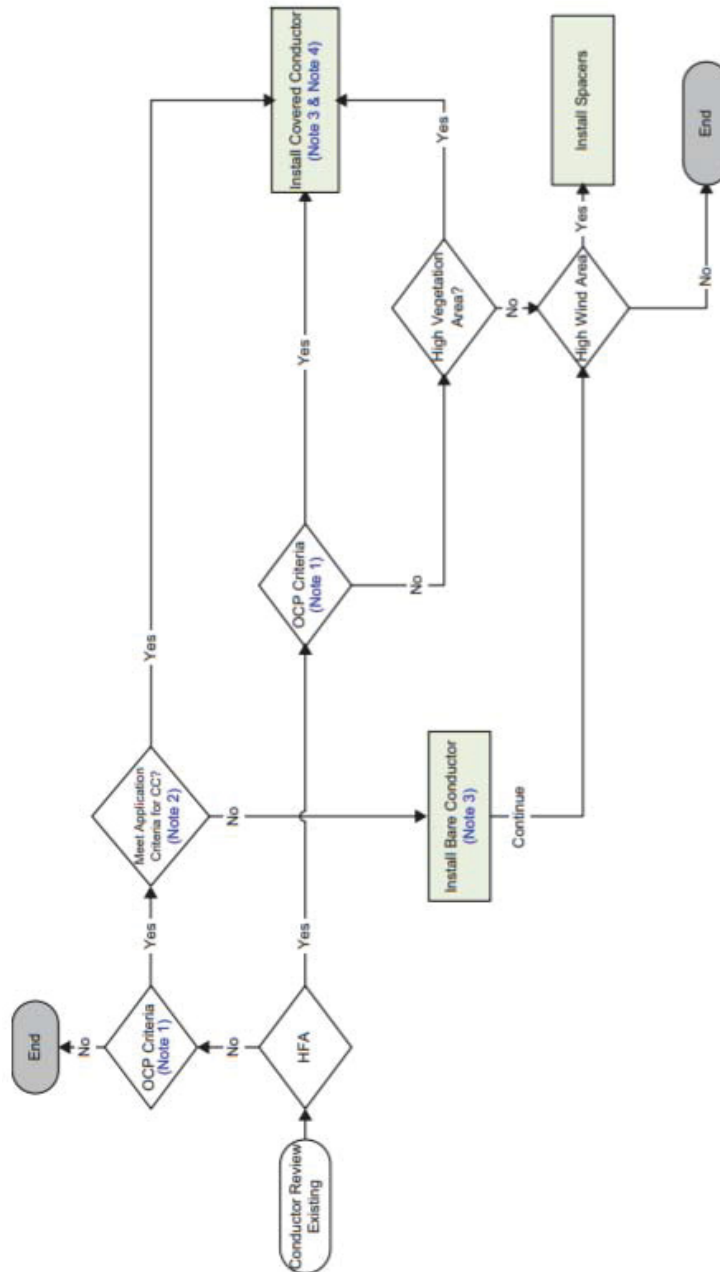 Conductor Review
Existing
HFA
No
Yes
OCP Criteria
(Note 1)
No
End
Yes
Meet Application
Criteria for CC?
(Note 2)
Yes
No
Install Bare Conductor
(Note 3)
Continue
OCP Criteria
(Note 1)
Yes
No
High Vegetation
Area?
Yes
No
Install Covered Conductor
(Note 3 & Note 4)
High Wind Area
Yes
No
Install Spacers
End